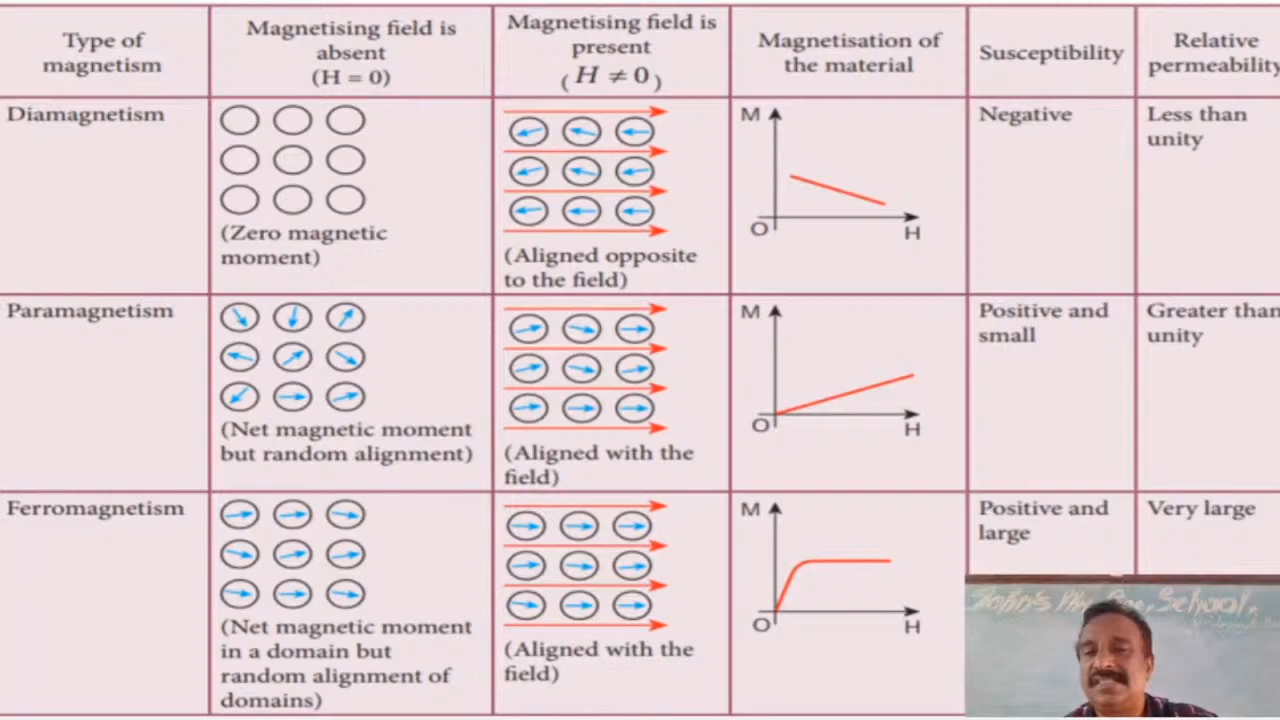 Type of
magnetism
Magnetising field is
absent
(H = 0)
Magnetising field is
present
(H ≠ 0)
Magnetisation of
the material
Susceptibility
Relative
permeability
Diamagnetism
(Zero magnetic
moment)
(Aligned opposite
to the field)
M
O
H
Negative
Less than
unity
Paramagnetism
(Net magnetic moment
but random alignment)
(Aligned with the
field)
M
O
H
Positive and
small
Greater than
unity
Ferromagnetism
(Net magnetic moment
in a domain but
random alignment of
domains)
(Aligned with the
field)
M
O
H
Positive and
large
Very large
School.